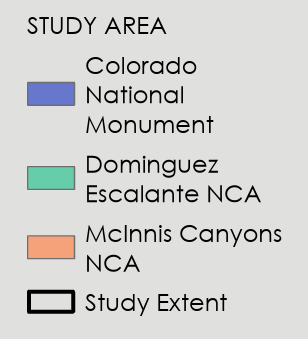 STUDY AREA
Colorado
National
Monument
Dominguez
Escalante NCA
McInnis Canyons
NCA
Study Extent